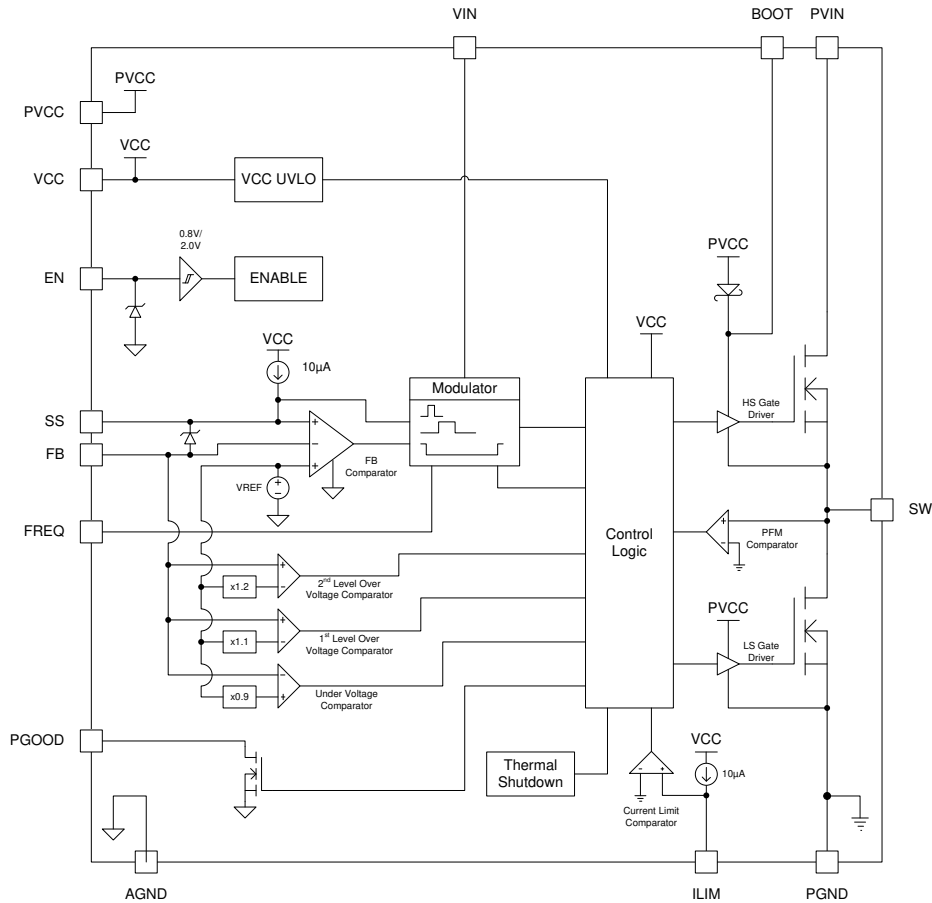 VIN
BOOT
PVIN
PVCC
PVCC
VCC
VCC
VCC UVLO
0.8V/
2.0V
EN
ENABLE
PVCC
VCC
10µA
VCC
Modulator
SS
FB
+
−
+
FB
Comparator
HS Gate
Driver
VREF
+
−
FREQ
Control
Logic
+
-
PFM
Comparator
SW
x1.2
+
−
2nd Level Over
Voltage Comparator
x1.1
+
−
1st Level Over
Voltage Comparator
PVCC
LS Gate
Driver
x0.9
−
+
Under Voltage
Comparator
PGOOD
Thermal
Shutdown
-
+
Current Limit
Comparator
VCC
10µA
AGND
ILIM
PGND